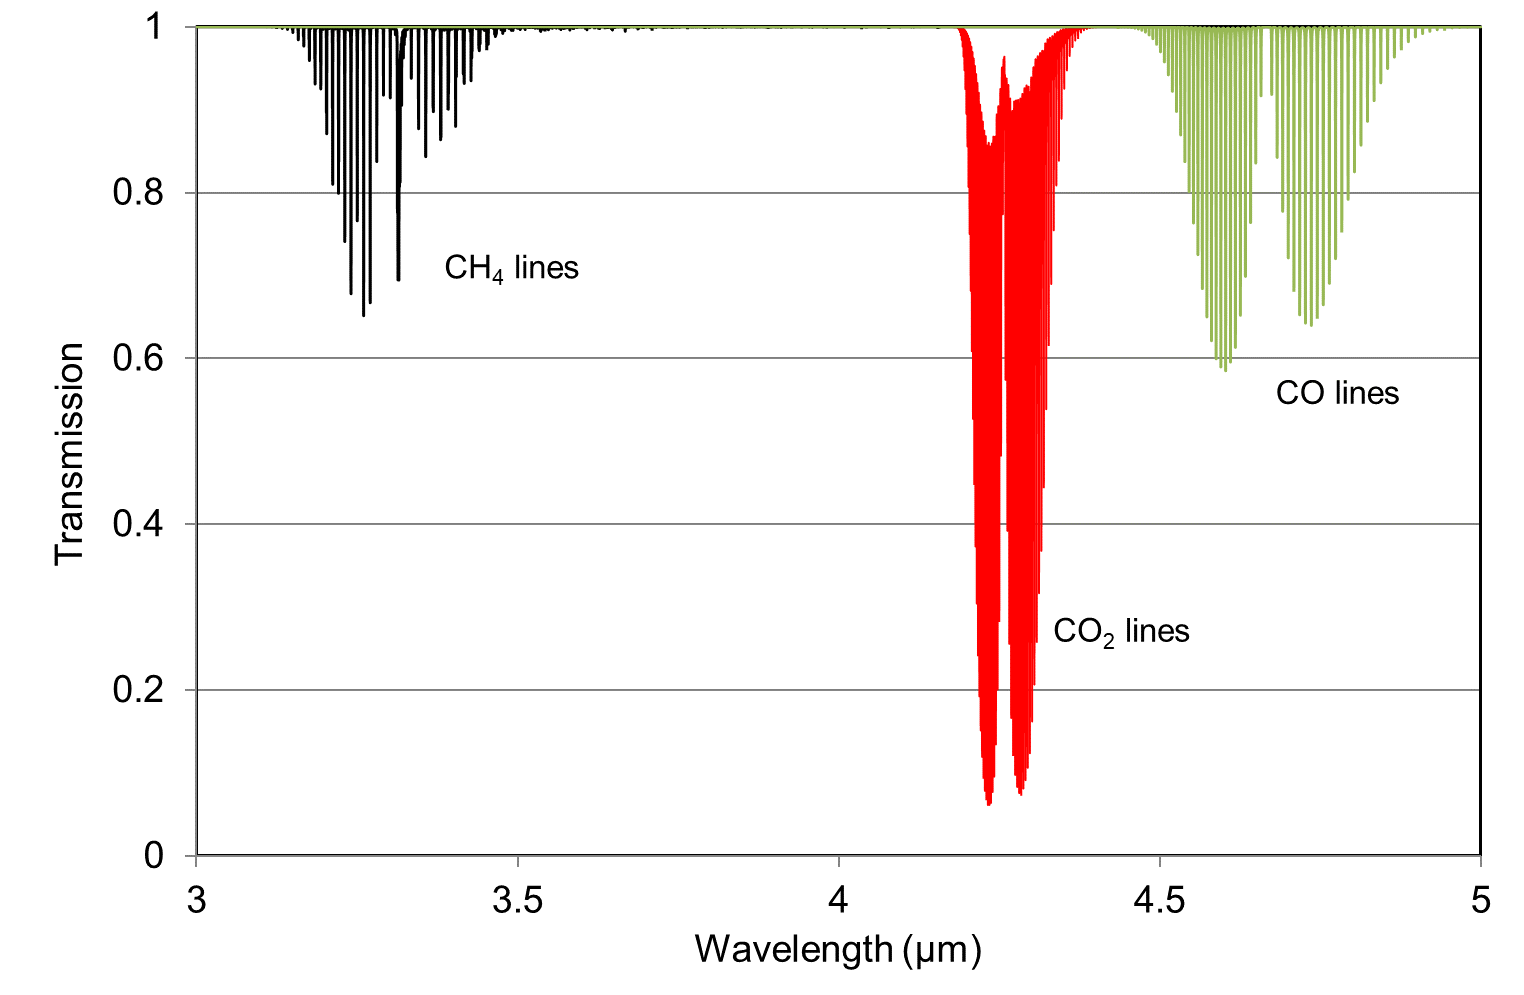 1
0.8
0.6
0.4
0.2
0
3
3.5
4
4.5
5
Transmission
Wavelength (µm)
CH₄ lines
CO₂ lines
CO lines